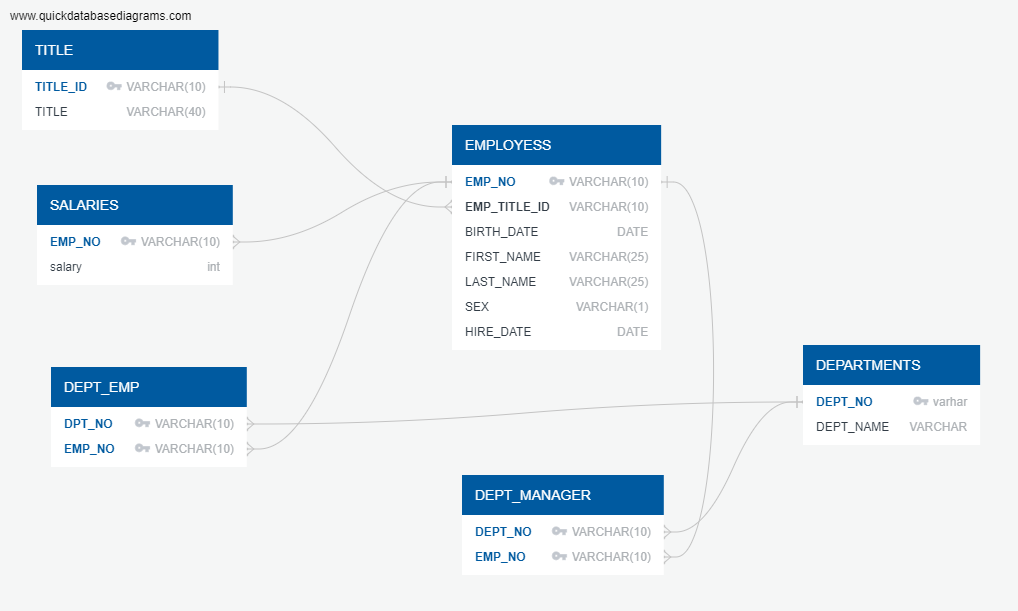 www.quickdatabasediagrams.com
TITLE
TITLE_ID VARCHAR(10)
TITLE VARCHAR(40)
SALARIES
EMP_NO VARCHAR(10)
salary int
DEPT_EMP
DPT_NO VARCHAR(10)
EMP_NO VARCHAR(10)
EMPLOYESS
EMP_NO VARCHAR(10)
EMP_TITLE_ID VARCHAR(10)
BIRTH_DATE DATE
FIRST_NAME VARCHAR(25)
LAST_NAME VARCHAR(25)
SEX VARCHAR(1)
HIRE_DATE DATE
DEPT_MANAGER
DEPT_NO VARCHAR(10)
EMP_NO VARCHAR(10)
DEPARTMENTS
DEPT_NO varhar
DEPT_NAME VARCHAR